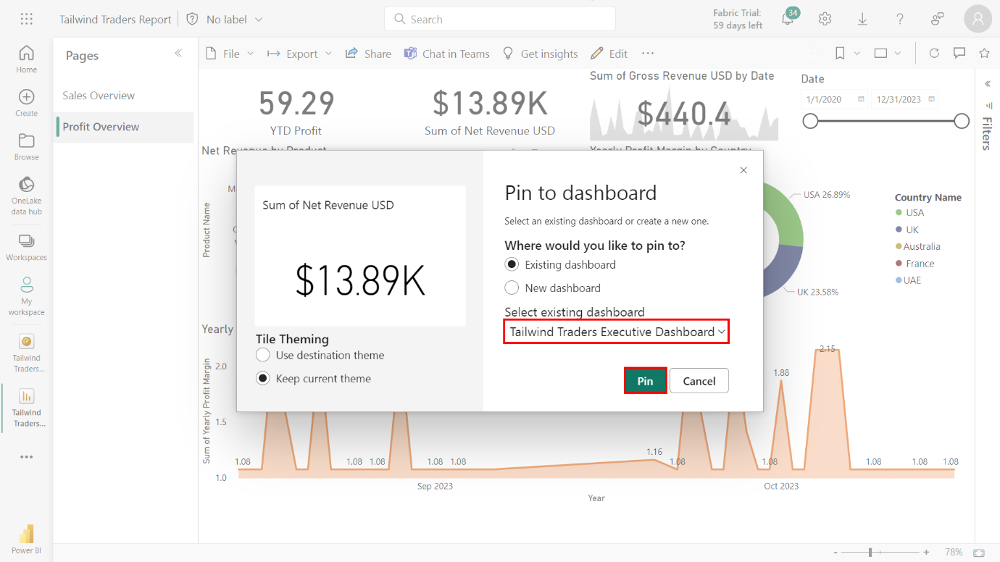 Tailwind Traders Report
No label
Search
Fabric Trial:
59 days left
34
Home
Create
Browse
OneLake
data hub
Workspaces
My
workspace
Tailwind
Traders...
Tailwind
Traders...
Power BI
Pages
Sales Overview
Profit Overview
File
Export
Share
Chat in Teams
Get insights
Edit
59.29
YTD Profit
$13.89K
Sum of Net Revenue USD
Sum of Gross Revenue USD by Date
$440.4
Date
1/1/2020
12/31/2023
Filters
Net Revenue by Product
Yearly Profit Margin by Country
Product Name
USA 26.89%
UK 23.58%
Country Name
USA
UK
Australia
France
UAE
Sum of Net Revenue USD
$13.89K
Tile Theming
Use destination theme
Keep current theme
Pin to dashboard
Select an existing dashboard or create a new one.
Where would you like to pin to?
Existing dashboard
New dashboard
Select existing dashboard
Tailwind Traders Executive Dashboard
Pin
Cancel
Yearly
Sum of Yearly Profit Margin
2.0
1.5
1.0
1.08
1.08
1.08
1.08
1.08
1.16
1.08
1.08
1.88
2.15
1.08
1.08
1.08
Sep 2023
Oct 2023
Year
78%